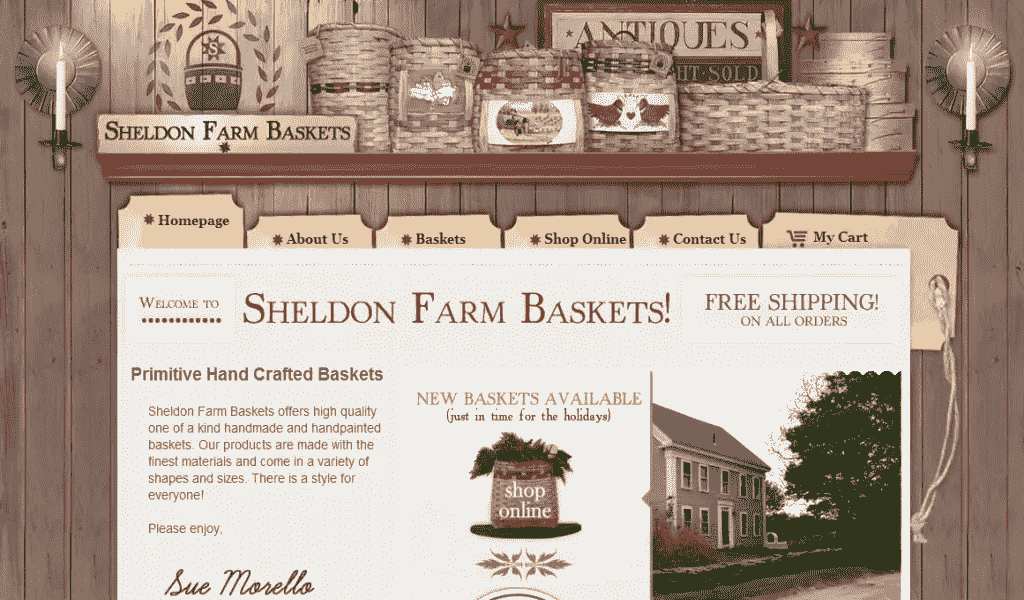 S
ANTIQUES
HT·SOLD
SHELDON FARM BASKETS
Homepage
About Us
Baskets
Shop Online
Contact Us
My Cart
WELCOME TO
SHELDON FARM BASKETS!
FREE SHIPPING!
ON ALL ORDERS
Primitive Hand Crafted Baskets
Sheldon Farm Baskets offers high quality
one of a kind handmade and handpainted
baskets. Our products are made with the
finest materials and come in a variety of
shapes and sizes. There is a style for
everyone!
Please enjoy,
Sue Morello
NEW BASKETS AVAILABLE
(just in time for the holidays)
shop
online